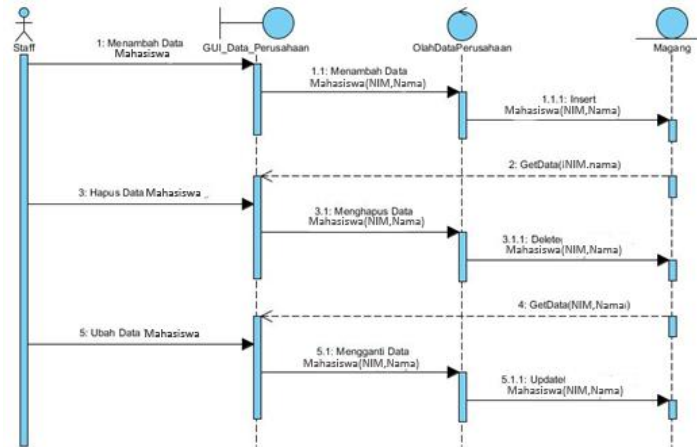 Staff
GUI_Data_Perusahaan
OlahDataPerusahaan
Magang
1: Menambah Data
Mahasiswa
1.1: Menambah Data
Mahasiswa(NIM,Nama)
1.1.1: Insert
Mahasiswa(NIM,Nama)
2: GetData(iNIM.nama)
3: Hapus Data Mahasiswa
3.1: Menghapus Data
Mahasiswa(NIM,Nama)
3.1.1: Delete
Mahasiswa(NIM,Nama)
4: GetData(NIM,Nama)
5: Ubah Data Mahasiswa
5.1: Mengganti Data
Mahasiswa(NIM,Nama)
5.1.1: Update
Mahasiswa(NIM,Nama)